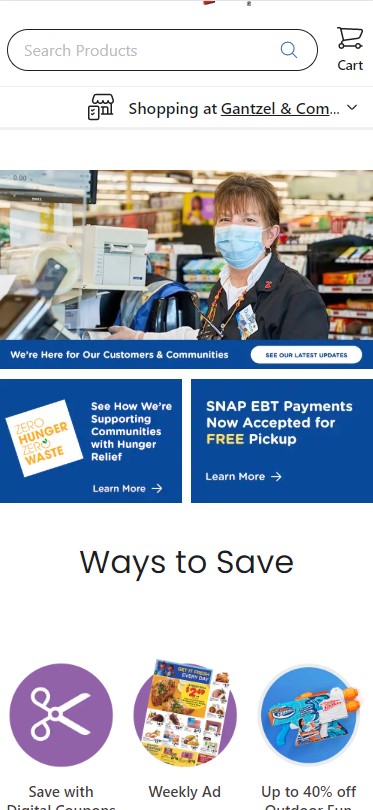 Search Products
Cart
Shopping at Gantzel & Com...
0.00
We're Here for Our Customers & Communities
SEE OUR LATEST UPDATES
ZERO
HUNGER
ZERO
WASTE
See How We're
Supporting
Communities
with Hunger
Relief
Learn More →
SNAP EBT Payments
Now Accepted for
FREE Pickup
Learn More →
Ways to Save
GET IT FRESH
EVERY DAY
$2.49
Save with
Digital Coupons
Weekly Ad
Up to 40% off
Outdoor Fun